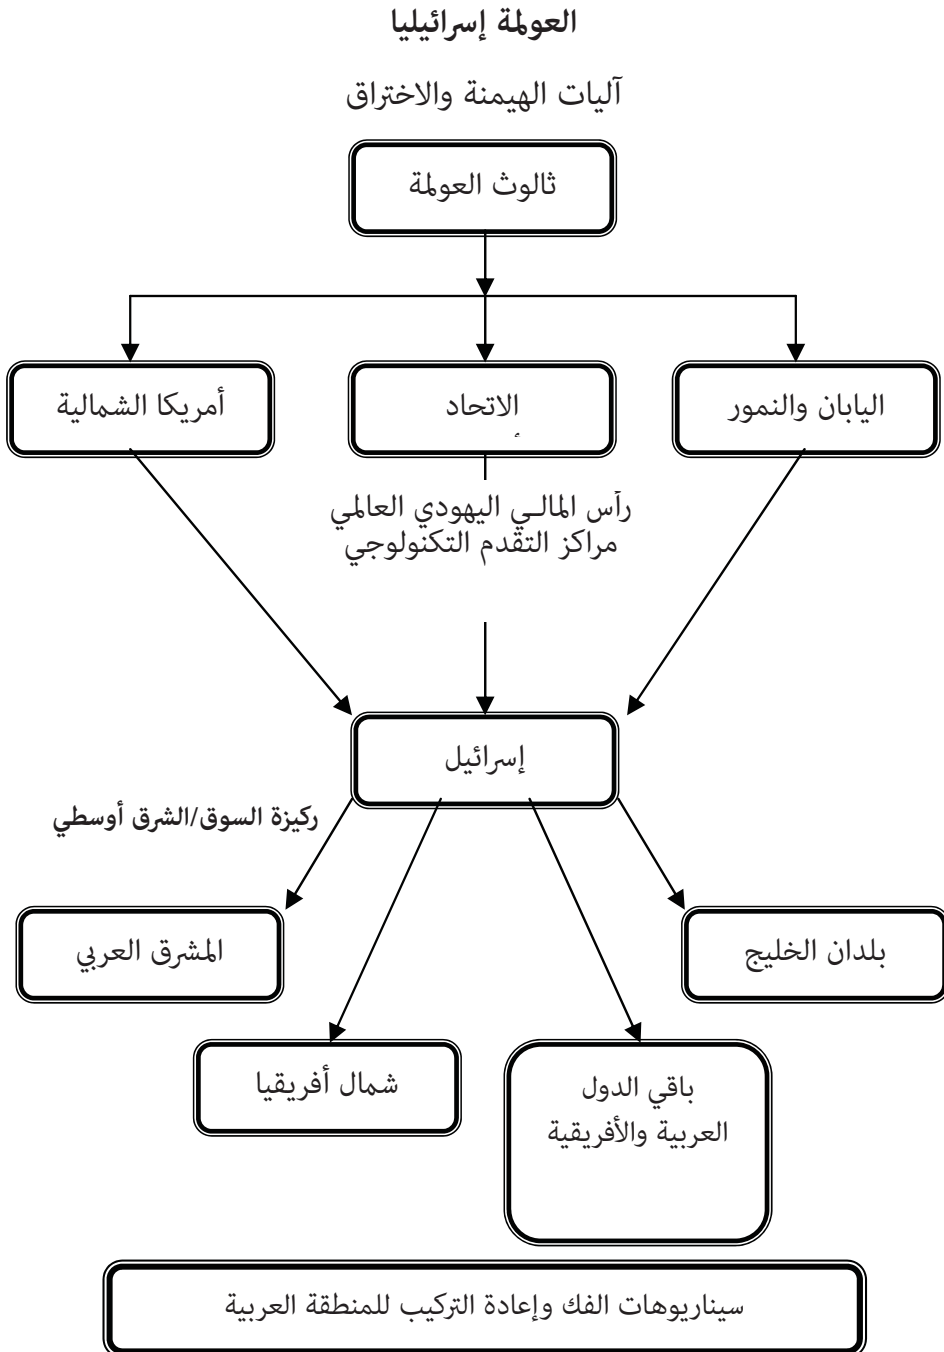 العولمة إسرائيليا
آليات الهيمنة والاختراق
ثالوث العولمة
اليابان والنمور
الاتحاد
أمريكا الشمالية
رأس المالـي اليهودي العالمي
مراكز التقدم التكنولوجي
إسرائيل
ركيزة السوق/الشرق أوسطي
بلدان الخليج
المشرق العربي
باقي الدول
العربية والأفريقية
شمال أفريقيا
سيناريوهات الفك وإعادة التركيب للمنطقة العربية